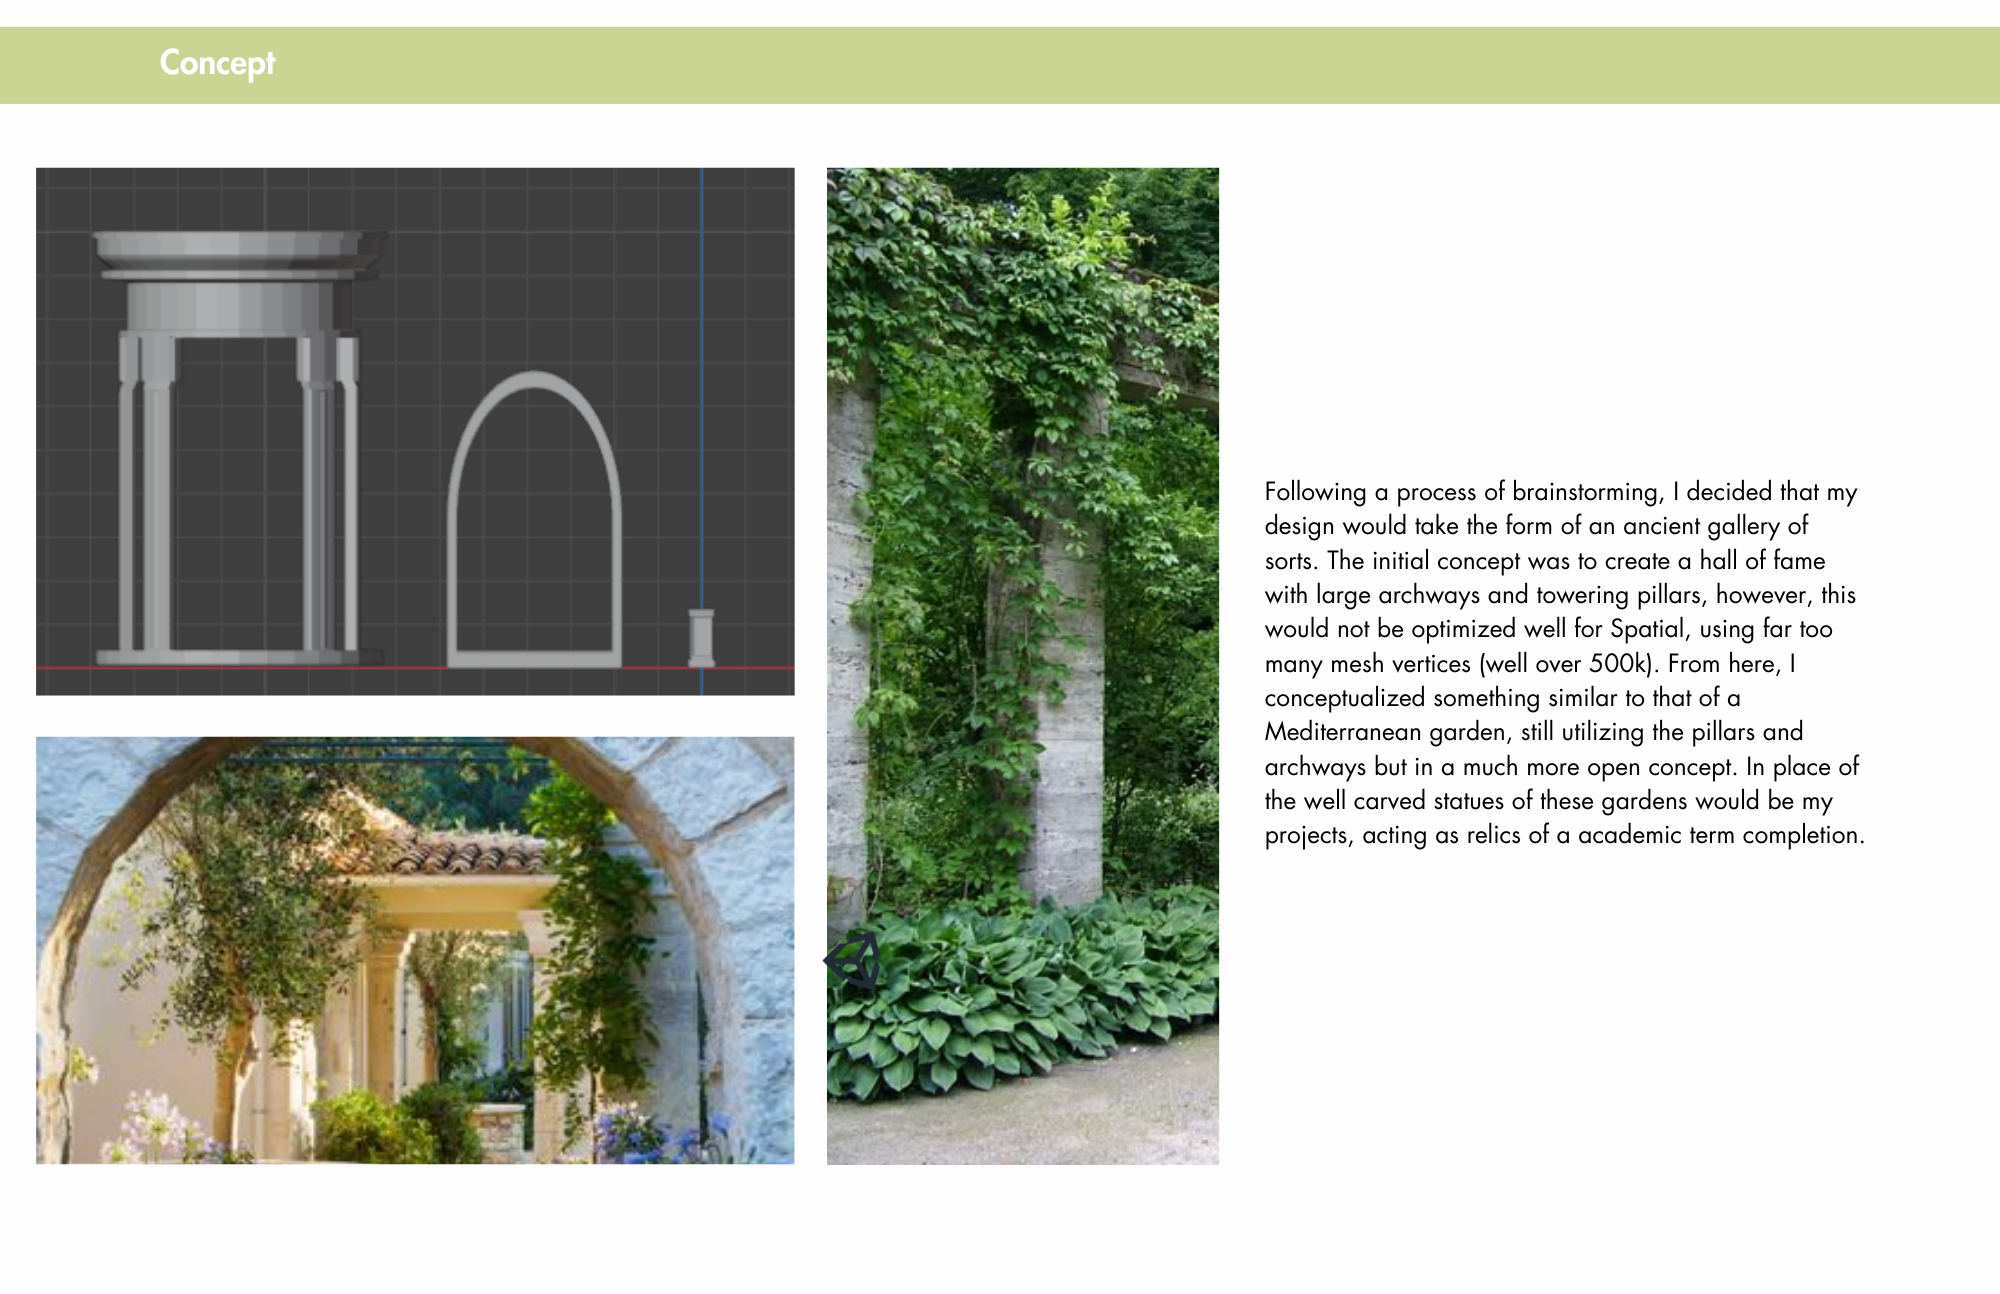 Concept
Following a process of brainstorming, I decided that my
design would take the form of an ancient gallery of
sorts. The initial concept was to create a hall of fame
with large archways and towering pillars, however, this
would not be optimized well for Spatial, using far too
many mesh vertices (well over 500k). From here, I
conceptualized something similar to that of a
Mediterranean garden, still utilizing the pillars and
archways but in a much more open concept. In place of
the well carved statues of these gardens would be my
projects, acting as relics of a academic term completion.